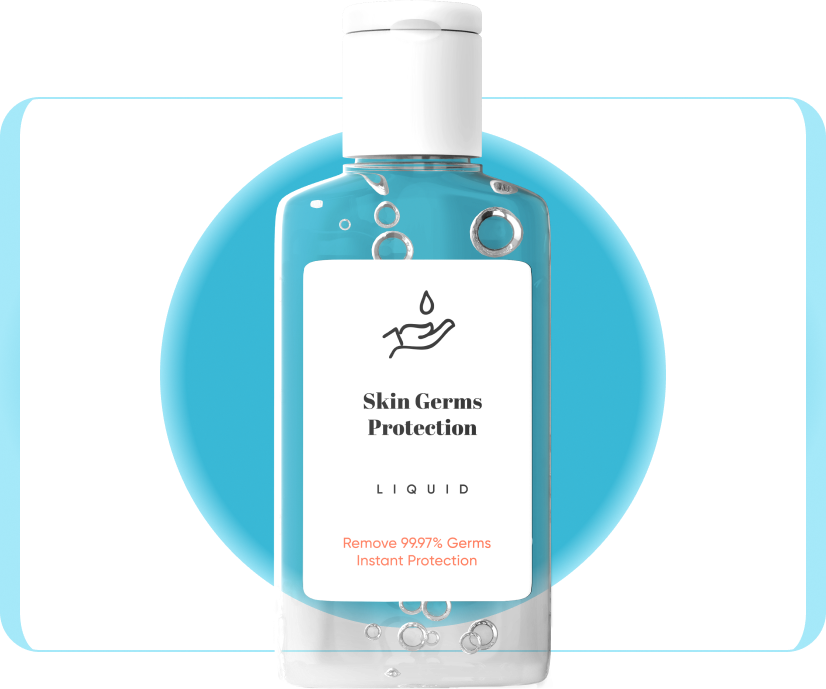 Skin Germs
Protection
LIQUID
Remove 99.97% Germs
Instant Protection